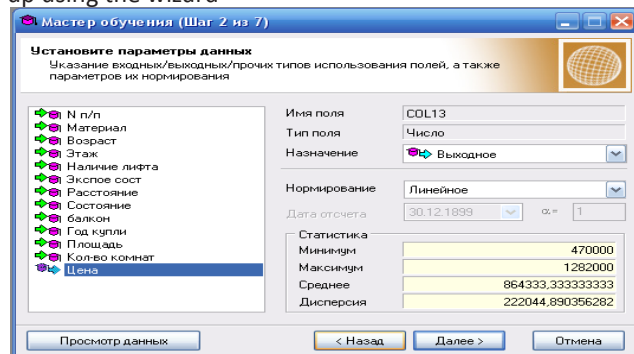 up using the wizard
Мастер обучения (Шаг 2 из 7)
Установите параметры данных
Указание входных/выходных/прочих типов использования полей, а также
параметров их нормирования
N п/п
Материал
Возраст
Этаж
Наличие лифта
Экспое сост
Расстояние
Состояние
балкон
Год купли
Площадь
Кол-во комнат
Цена
Имя поля COL13
Тип поля Число
Назначение Выходное
Нормирование Линейное
Дата отсчета 30.12.1899 α= 1
Статистика
Минимум 470000
Максимум 1282000
Среднее 864333,333333333
Дисперсия 222044,890356282
Просмотр данных < Назад Далее > Отмена